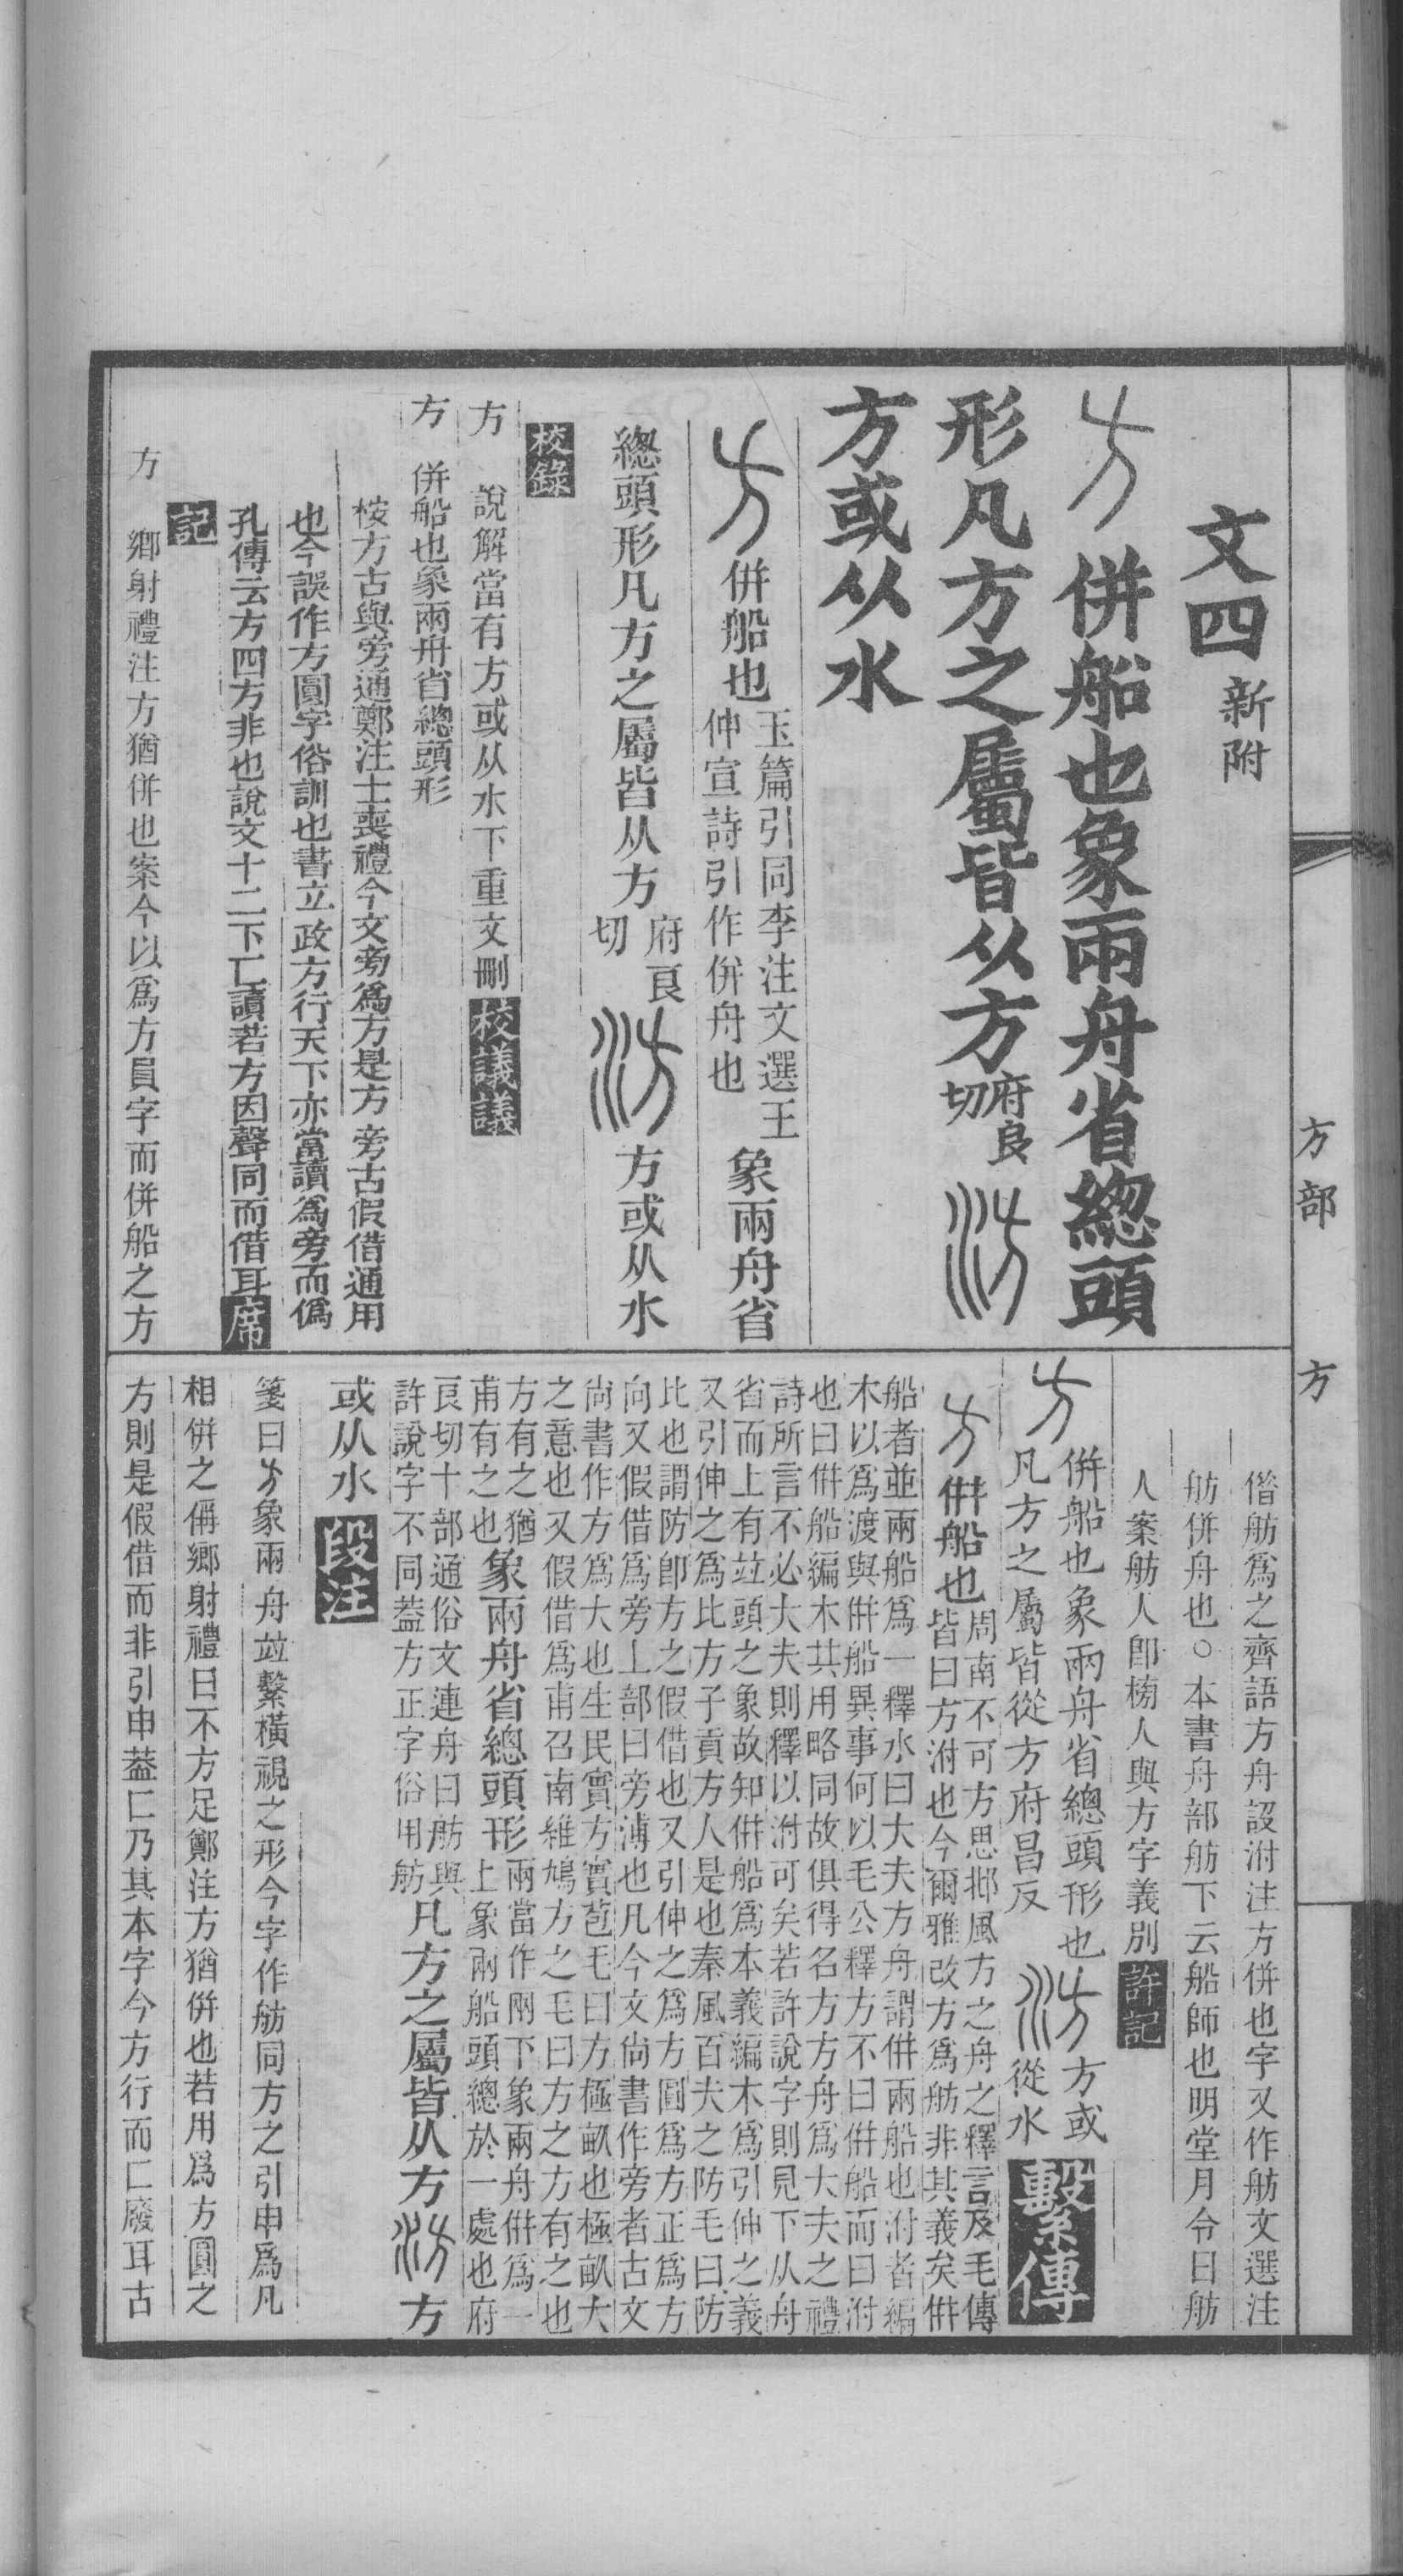 文四新附
方併船也象兩舟省緫頭
形凡方之屬皆从方府良切
方或从水
方併船也玉篇引同李注文選王仲宣詩引作併舟也象兩舟省
緫頭形凡方之屬皆从方府良切 方或从水
校錄
方 說解當有方或从水下重文刪校議議
方 併船也象兩舟省緫頭形
桉方古與旁通鄭注士喪禮今文旁爲方是方旁古假借通用
也今誤作方圓字俗訓也書立政方行天下亦當讀爲旁而僞
孔傳云方四方非也說文十二下匚讀若方因聲同而借耳席
記
方 鄉射禮注方猶併也案今以爲方員字而併船之方
偕舫爲之齊語方舟設泭注方併也字又作舫文選注
舫併舟也○本書舟部舫下云船師也明堂月令曰舫
人案舫人卽榜人與方字義別許記
方併船也象兩舟省總頭形也
凡方之屬皆從方府昌反 方或從水繫傳
方併船也周南不可方思邶風方之舟之釋言及毛傳
皆曰方泭也今爾雅改方爲舫非其義矣併
船者並兩船爲一釋水曰大夫方舟謂併兩船也泭者編
木以爲渡與併船異事何以毛公釋方不曰併船而曰泭
也曰併船編木其用略同故俱得名方方舟爲大夫之禮
詩所言不必大夫則釋以泭可矣若許說字則見下从舟
省而上有竝頭之象故知併船爲本義編木爲引伸之義
又引伸之爲比方子貢方人是也秦風百夫之防毛曰防
比也謂防卽方之假借也又引伸之爲方圓爲方正爲方
向又假借爲旁上部曰旁溥也凡今文尙書作旁者古文
尙書作方爲大也生民實方實苞毛曰方極畝也極畝大
之意也又假借爲甫召南維鳩方之毛曰方之方有之也
方有之猶甫有之也象兩舟省總頭形兩當作㒳下象兩舟併爲一
上象兩船頭總於一處也府
良切十部通俗文連舟曰舫與
許說字不同葢方正字俗用舫凡方之屬皆从方 方
或从水段注
箋曰方象兩舟竝繫橫視之形今字作舫同方之引申爲凡
相併之偁鄉射禮曰不方足鄭注方猶併也若用爲方圓之
方則是假借而非引申葢匚乃其本字今方行而匚廢耳古
方部
方